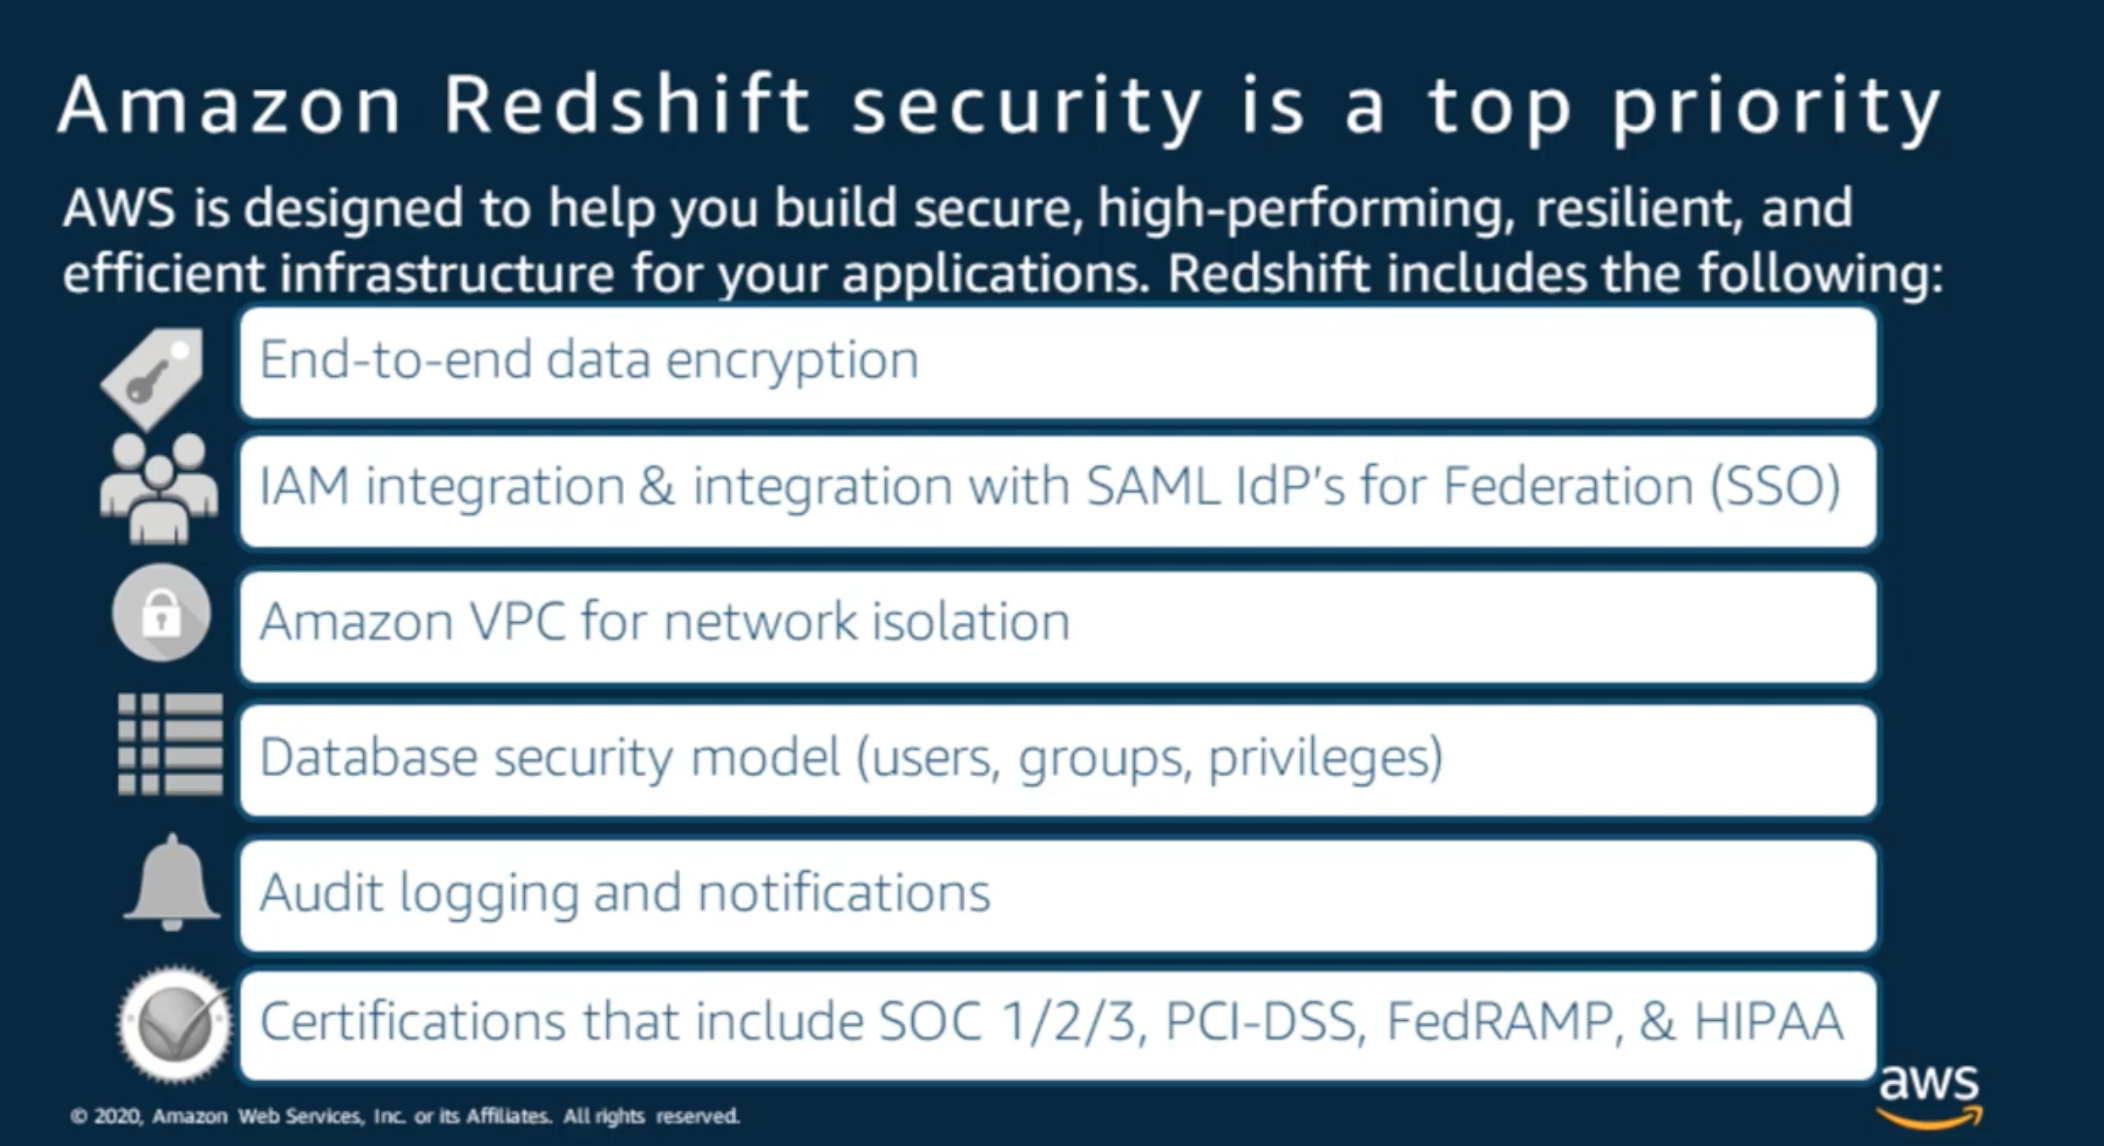 Amazon Redshift security is a top priority
AWS is designed to help you build secure, high-performing, resilient, and
efficient infrastructure for your applications. Redshift includes the following:
End-to-end data encryption
IAM integration & integration with SAML IdP's for Federation (SSO)
Amazon VPC for network isolation
Database security model (users, groups, privileges)
Audit logging and notifications
Certifications that include SOC 1/2/3, PCI-DSS, FedRAMP, & HIPAA
aws
© 2020, Amazon Web Services, Inc. or its Affiliates. All rights reserved.